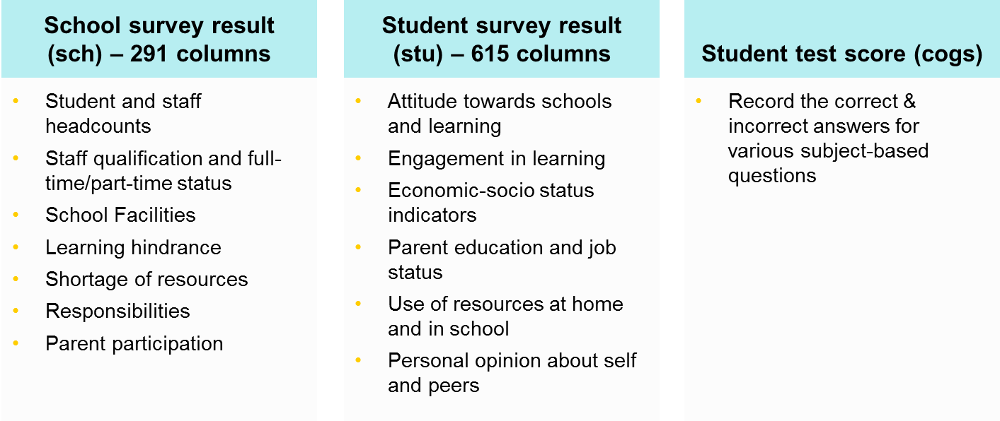 School survey result
(sch) – 291 columns
• Student and staff
headcounts
• Staff qualification and full-
time/part-time status
• School Facilities
• Learning hindrance
• Shortage of resources
• Responsibilities
• Parent participation
Student survey result
(stu) – 615 columns
• Attitude towards schools
and learning
• Engagement in learning
• Economic-socio status
indicators
• Parent education and job
status
• Use of resources at home
and in school
• Personal opinion about self
and peers
Student test score (cogs)
• Record the correct &
incorrect answers for
various subject-based
questions